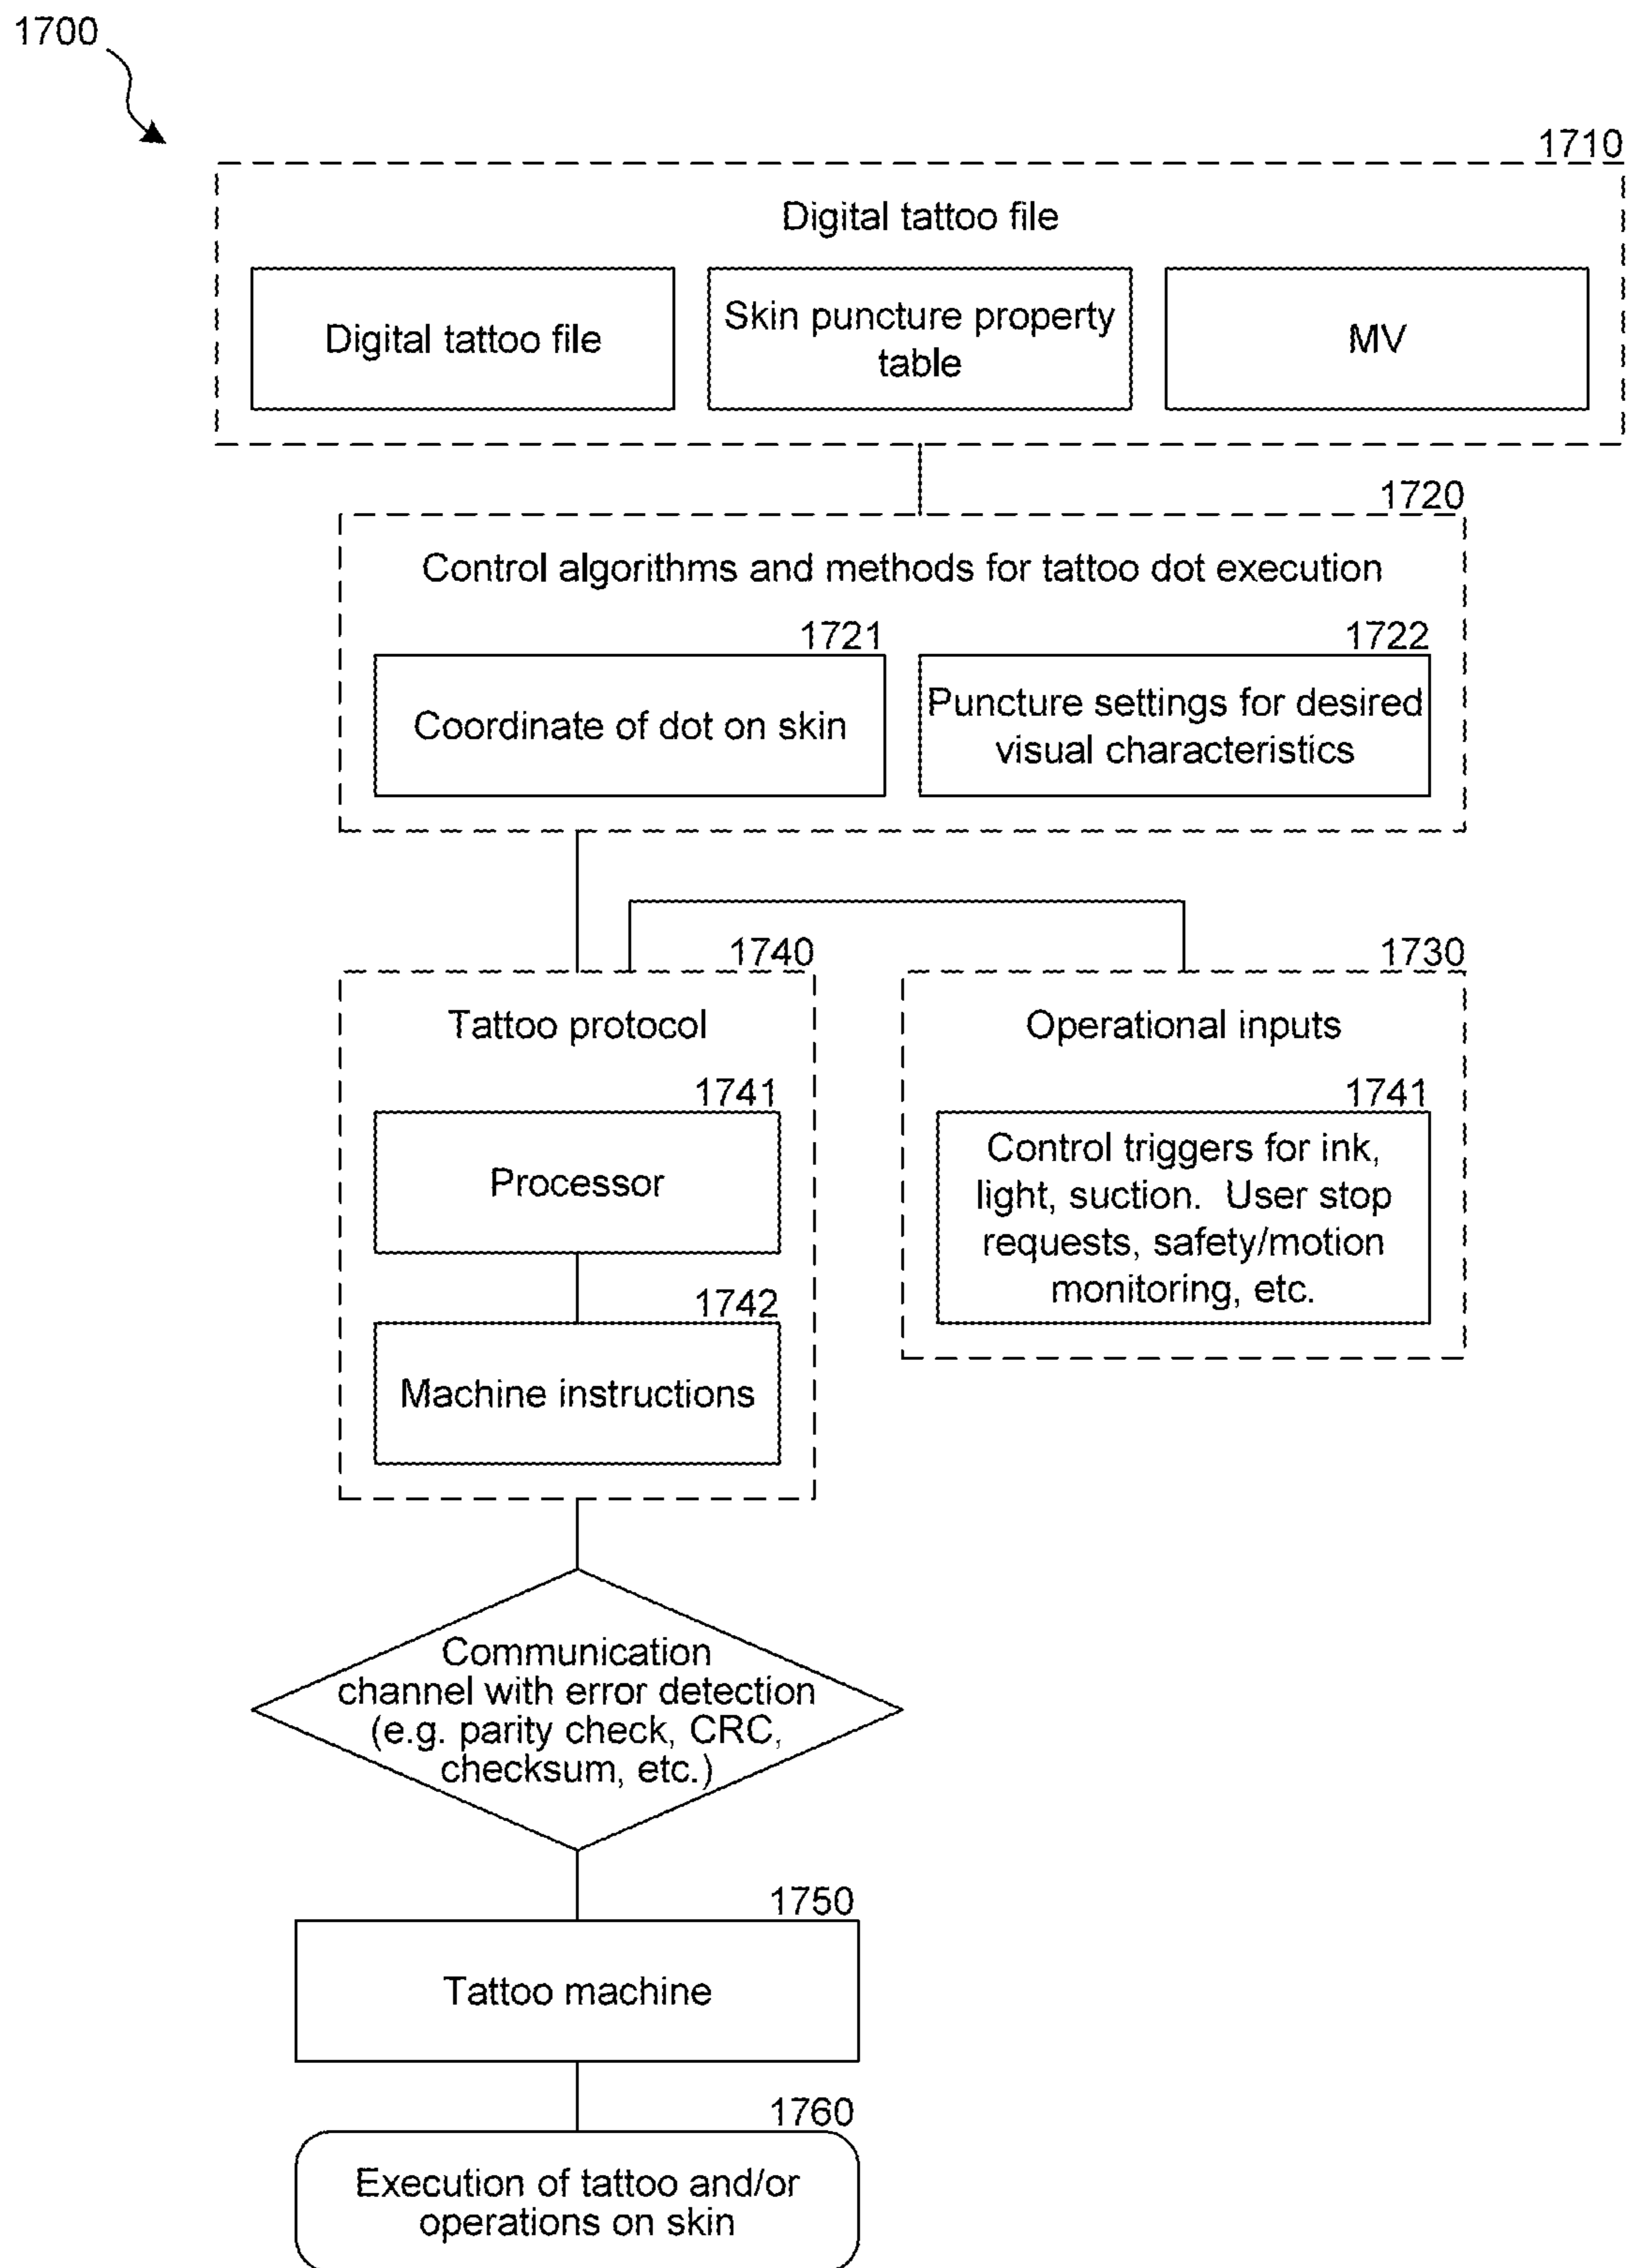 1700
1710
Digital tattoo file
Digital tattoo file
Skin puncture property
table
MV
1720
Control algorithms and methods for tattoo dot execution
1721
Coordinate of dot on skin
1722
Puncture settings for desired
visual characteristics
1740
Tattoo protocol
1741
Processor
1742
Machine instructions
1730
Operational inputs
1741
Control triggers for ink,
light, suction. User stop
requests, safety/motion
monitoring, etc.
Communication
channel with error detection
(e.g. parity check, CRC,
checksum, etc.)
1750
Tattoo machine
1760
Execution of tattoo and/or
operations on skin